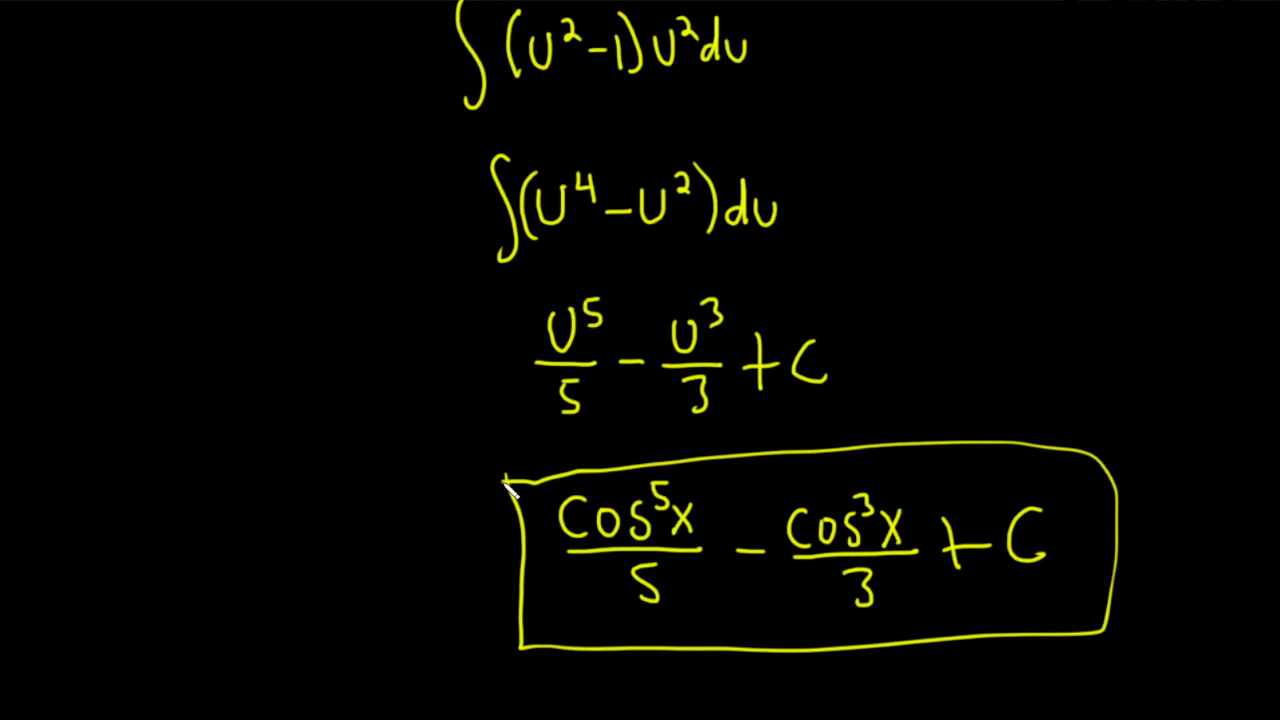 ∫(U²-1)U²dU
∫(U⁴-U²)dU
U⁵/5 - U³/3 + C
Cos⁵x/5 - Cos³x/3 + C